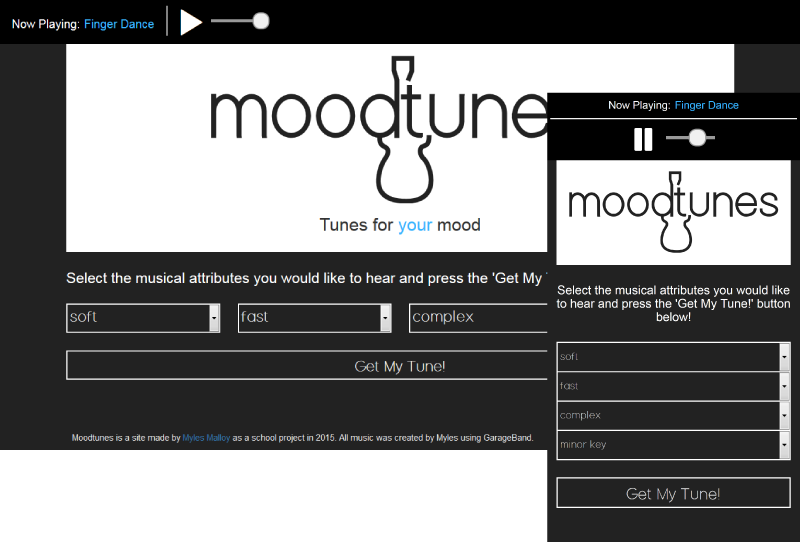 Now Playing: Finger Dance
moodtune
Tunes for your mood
Select the musical attributes you would like to hear and press the 'Get My
soft
fast
complex
Get My Tune!
Moodtunes is a site made by Myles Malloy as a school project in 2015. All music was created by Myles using GarageBand.
Now Playing: Finger Dance
moodtunes
Select the musical attributes you would like
to hear and press the 'Get My Tune!' button
below!
soft
fast
complex
minor key
Get My Tune!